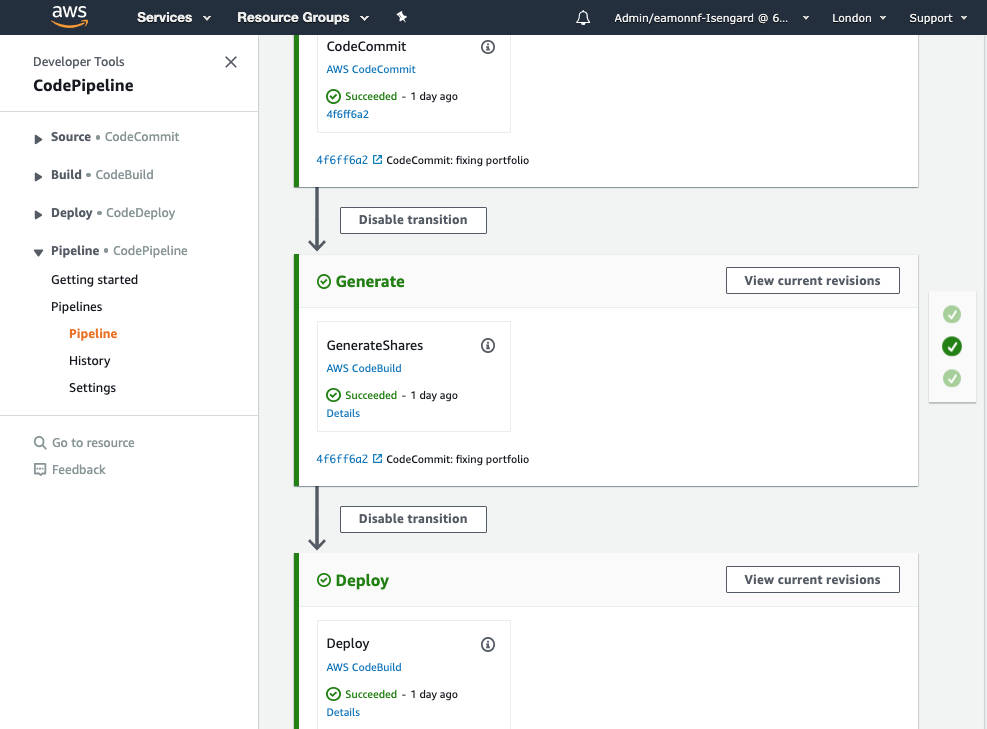 aws
Services
Resource Groups
Admin/eamonnf-Isengard @ 6...
London
Support
Developer Tools
CodePipeline
Source • CodeCommit
Build • CodeBuild
Deploy • CodeDeploy
Pipeline • CodePipeline
Getting started
Pipelines
Pipeline
History
Settings
Go to resource
Feedback
CodeCommit
AWS CodeCommit
Succeeded - 1 day ago
4f6ff6a2
4f6ff6a2 CodeCommit: fixing portfolio
Disable transition
Generate
View current revisions
GenerateShares
AWS CodeBuild
Succeeded - 1 day ago
Details
4f6ff6a2 CodeCommit: fixing portfolio
Disable transition
Deploy
View current revisions
Deploy
AWS CodeBuild
Succeeded - 1 day ago
Details